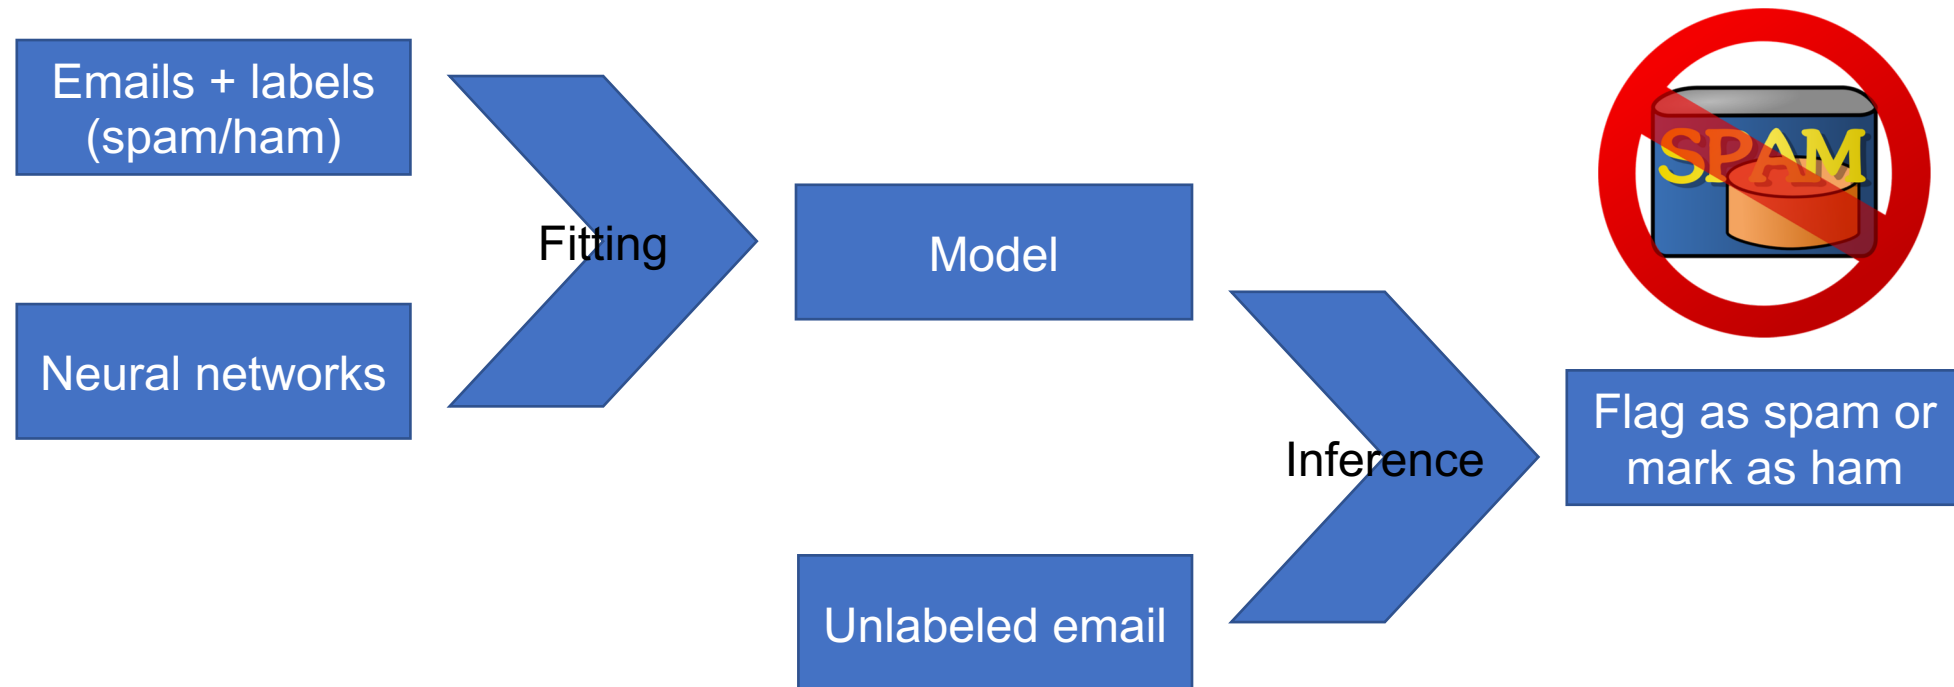 Emails + labels
(spam/ham)
Neural networks
Fitting
Model
Unlabeled email
Inference
SPAM
Flag as spam or
mark as ham